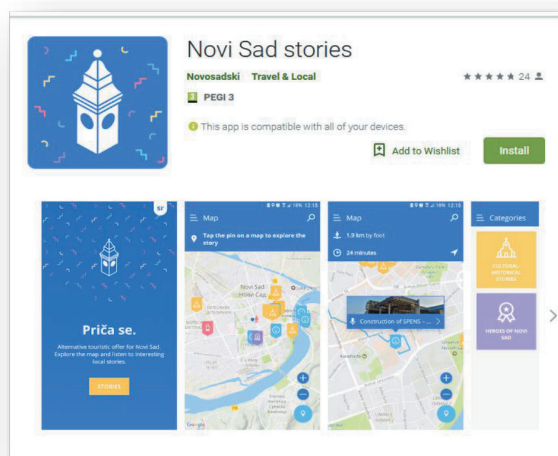 Novi Sad stories
Novosadski Travel & Local
24
3 PEGI 3
This app is compatible with all of your devices.
Add to Wishlist
Install
sr
Priča se.
Alternative touristic offer for Novi Sad.
Explore the map and listen to interesting
local stories.
STORIES
Map
Tap the pin on a map to explore the
story
Novi Sad
Нови Сад
Map
1.9 km by foot
24 minutes
Construction of SPENS - ...
Categories
CULTURAL
HISTORICAL
STORIES
HEROES OF NOVI
SAD